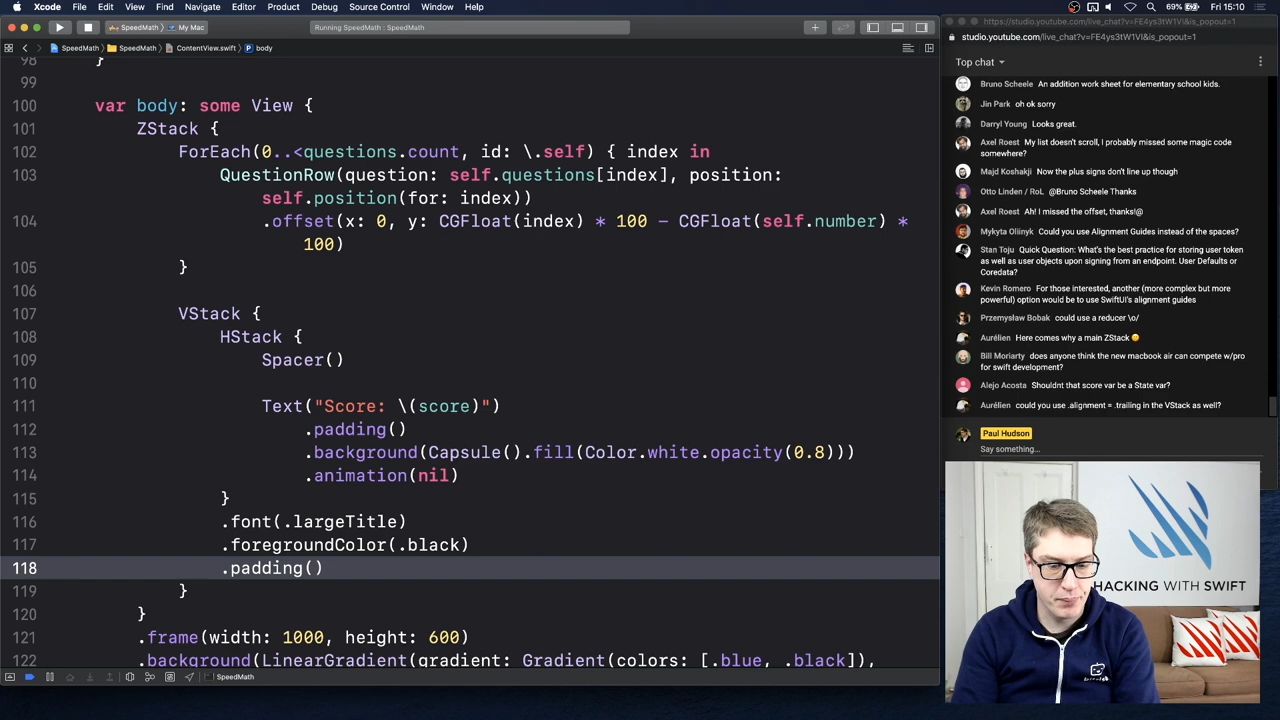 Xcode File Edit View Find Navigate Editor Product Debug Source Control Window Help 69% Fri 15:10
SpeedMath My Mac Running SpeedMath : SpeedMath
SpeedMath SpeedMath ContentView.swift body
98 }
99
100 var body: some View {
101 ZStack {
102 ForEach(0..<questions.count, id: \.self) { index in
103 QuestionRow(question: self.questions[index], position:
self.position(for: index))
104 .offset(x: 0, y: CGFloat(index) * 100 - CGFloat(self.number) *
100)
105 }
106
107 VStack {
108 HStack {
109 Spacer()
110
111 Text("Score: \(score)")
112 .padding()
113 .background(Capsule().fill(Color.white.opacity(0.8)))
114 .animation(nil)
115 }
116 .font(.largeTitle)
117 .foregroundColor(.black)
118 .padding()
119 }
120 }
121 .frame(width: 1000, height: 600)
122 .background(LinearGradient(gradient: Gradient(colors: [.blue, .black]),
SpeedMath
https://studio.youtube.com/live_chat?v=FE4ys3tW1VI&is_popout=1
studio.youtube.com/live_chat?v=FE4ys3tW1VI&is_popout=1
Top chat
Bruno Scheele An addition work sheet for elementary school kids.
Jin Park oh ok sorry
Darryl Young Looks great.
Axel Roest My list doesn't scroll, I probably missed some magic code
somewhere?
Majd Koshakji Now the plus signs don't line up though
Otto Linden / RoL @Bruno Scheele Thanks
Axel Roest Ah! I missed the offset, thanks!@
Mykyta Oliinyk Could you use Alignment Guides instead of the spaces?
Stan Toju Quick Question: What's the best practice for storing user token
as well as user objects upon signing from an endpoint. User Defaults or
Coredata?
Kevin Romero For those interested, another (more complex but more
powerful) option would be to use SwiftUI's alignment guides
Przemysław Bobak could use a reducer \o/
Aurélien Here comes why a main ZStack
Bill Moriarty does anyone think the new macbook air can compete w/pro
for swift development?
Alejo Acosta Shouldnt that score var be a State var?
Aurélien could you use .alignment = .trailing in the VStack as well?
Paul Hudson
Say something...
HACKING WITH SWIFT